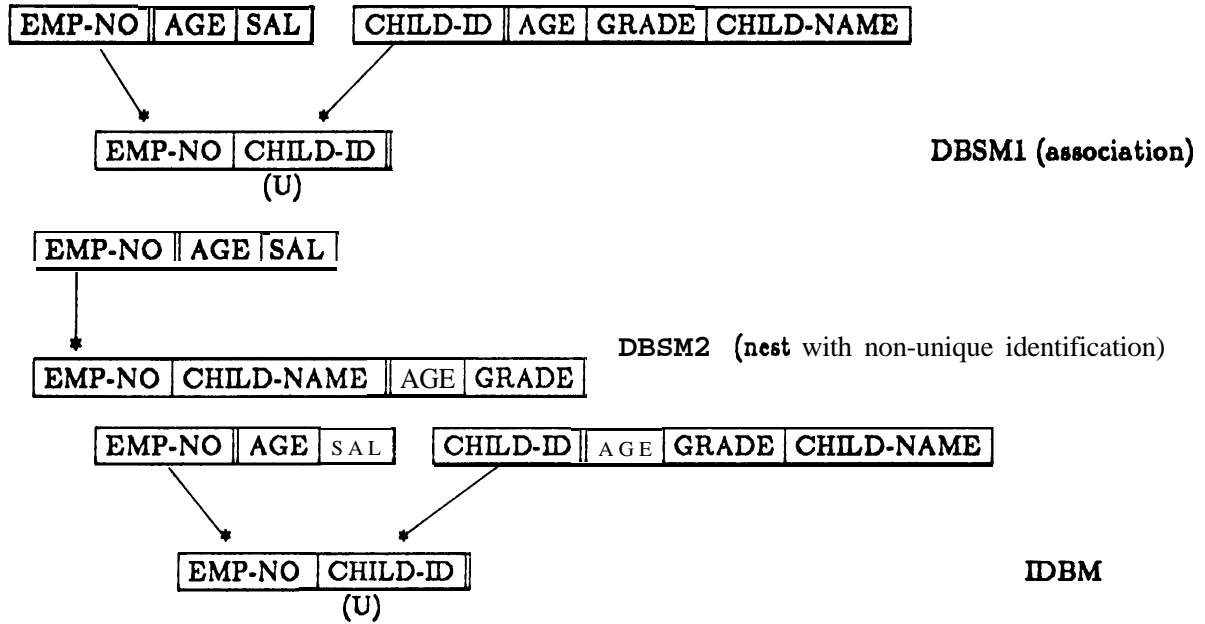 EMP-NO AGE SAL CHILD-ID AGE GRADE CHILD-NAME
EMP-NO CHILD-ID
DBSM1 (association)
(U)
EMP-NO AGE SAL
DBSM2 (nest with non-unique identification)
EMP-NO CHILD-NAME AGE GRADE
EMP-NO AGE SAL CHILD-ID AGE GRADE CHILD-NAME
EMP-NO CHILD-ID
IDBM
(U)